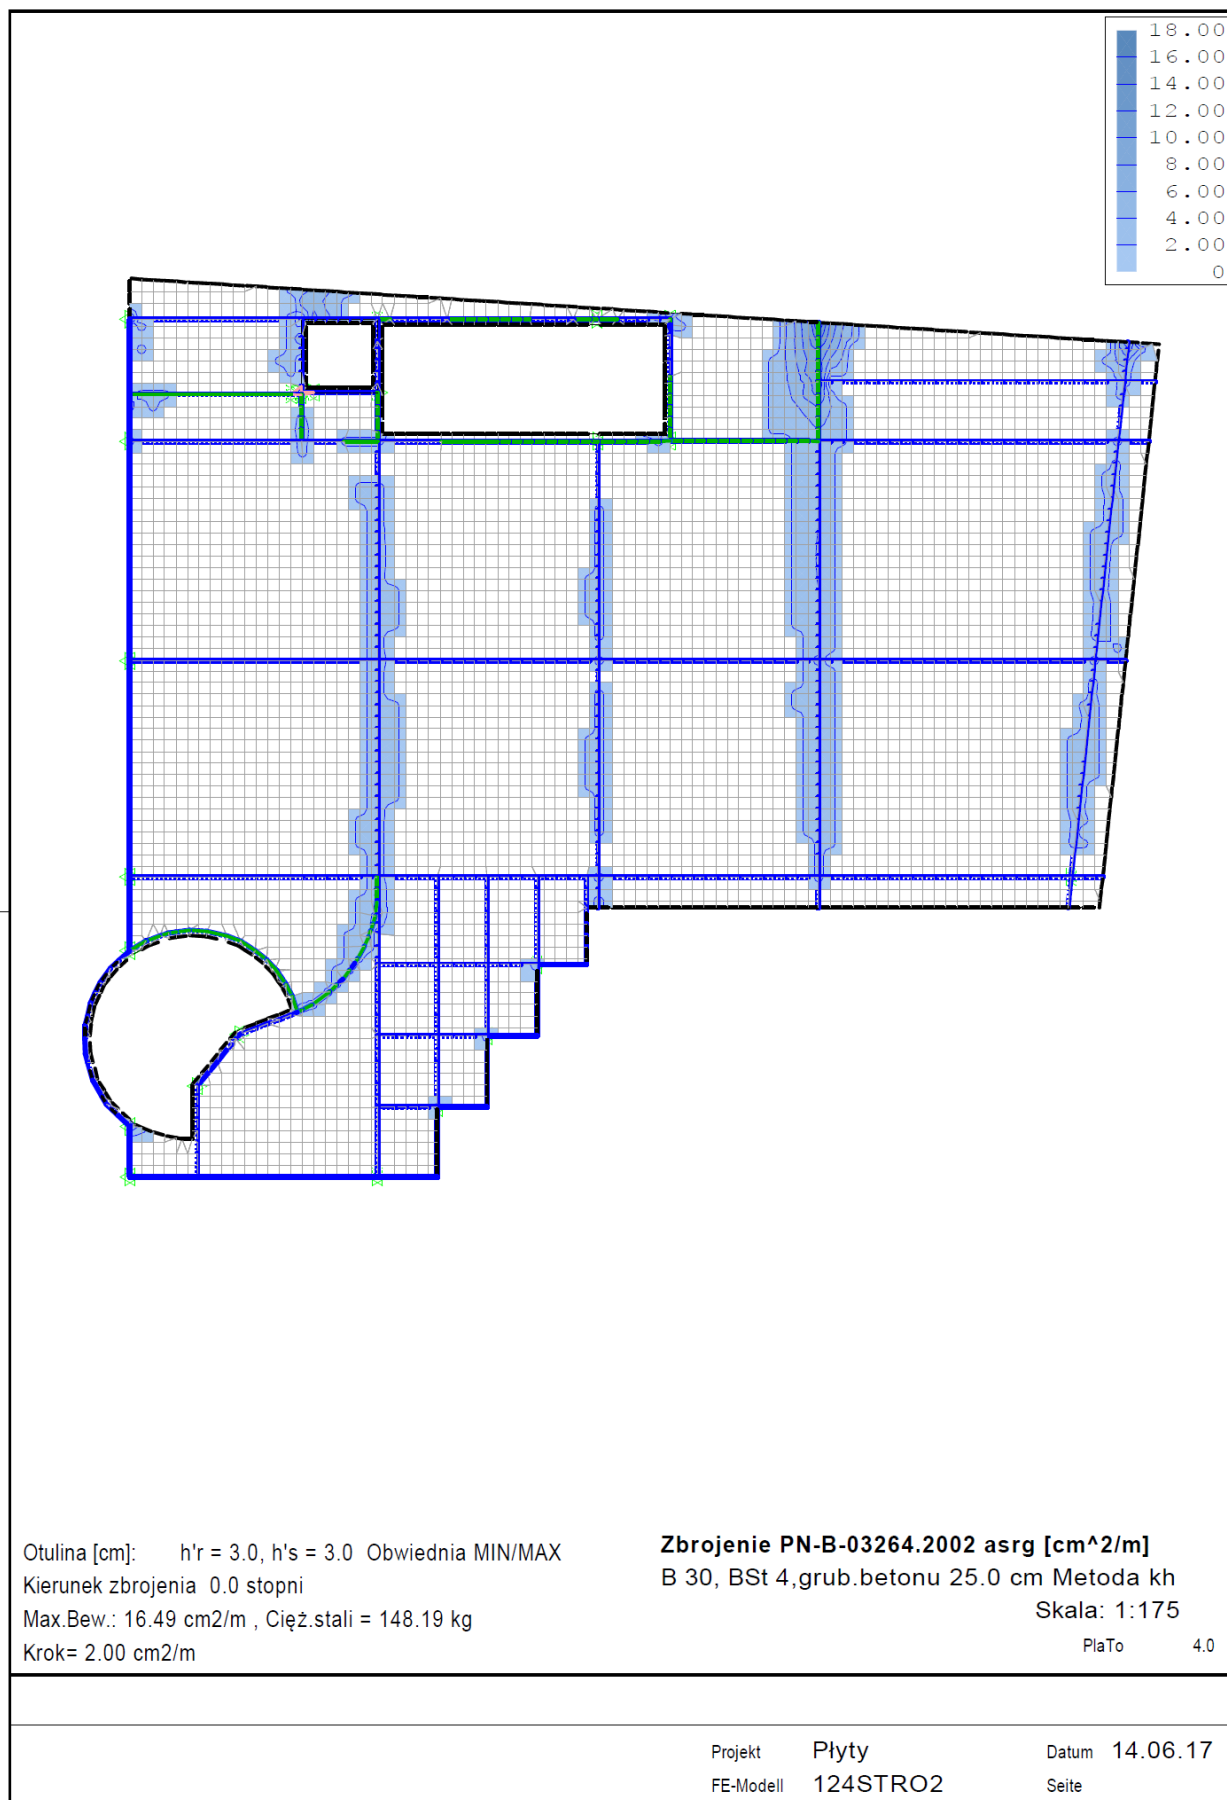 18.00
16.00
14.00
12.00
10.00
8.00
6.00
4.00
2.00
0
Otulina [cm]: h'r = 3.0, h's = 3.0 Obwiednia MIN/MAX
Kierunek zbrojenia 0.0 stopni
Max.Bew.: 16.49 cm2/m , Cięż.stali = 148.19 kg
Krok= 2.00 cm2/m
Zbrojenie PN-B-03264.2002 asrg [cm^2/m]
B 30, BSt 4,grub.betonu 25.0 cm Metoda kh
Skala: 1:175
PlaTo 4.0
Projekt Płyty Datum 14.06.17
FE-Modell 124STRO2 Seite